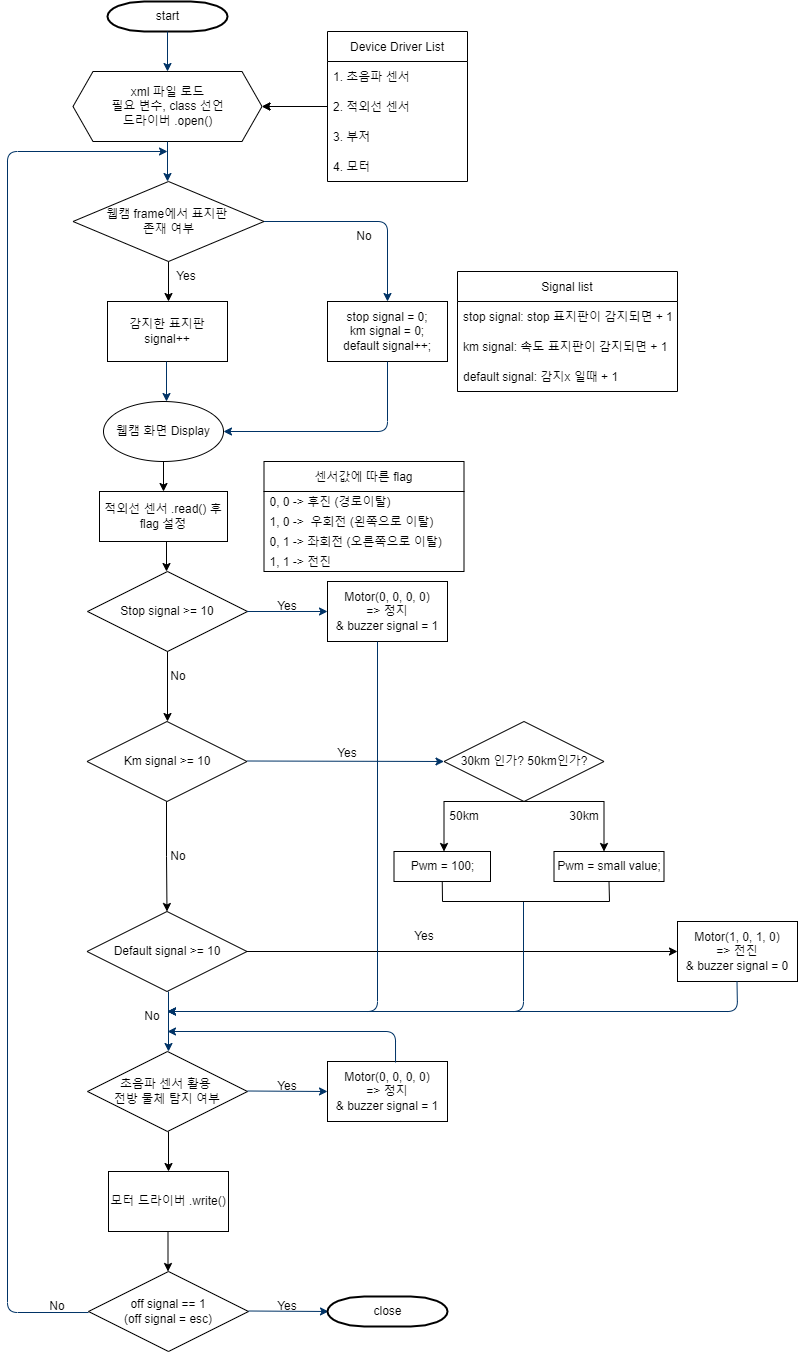 start
Device Driver List
1. 초음파 센서
2. 적외선 센서
3. 부저
4. 모터
xml 파일 로드
필요 변수, class 선언
드라이버 .open()
웹캠 frame에서 표지판
존재 여부
No
Yes
감지한 표지판
signal++
stop signal = 0;
km signal = 0;
default signal++;
Signal list
stop signal: stop 표지판이 감지되면 + 1
km signal: 속도 표지판이 감지되면 + 1
default signal: 감지x 일때 + 1
웹캠 화면 Display
적외선 센서 .read() 후
flag 설정
센서값에 따른 flag
0, 0 -> 후진 (경로이탈)
1, 0 -> 우회전 (왼쪽으로 이탈)
0, 1 -> 좌회전 (오른쪽으로 이탈)
1, 1 -> 전진
Stop signal >= 10
Yes
Motor(0, 0, 0, 0)
=> 정지
& buzzer signal = 1
No
Km signal >= 10
Yes
30km 인가? 50km인가?
50km
30km
Pwm = 100;
Pwm = small value;
No
Default signal >= 10
Yes
Motor(1, 0, 1, 0)
=> 전진
& buzzer signal = 0
No
초음파 센서 활용
전방 물체 탐지 여부
Yes
Motor(0, 0, 0, 0)
=> 정지
& buzzer signal = 1
모터 드라이버 .write()
off signal == 1
(off signal = esc)
No
Yes
close